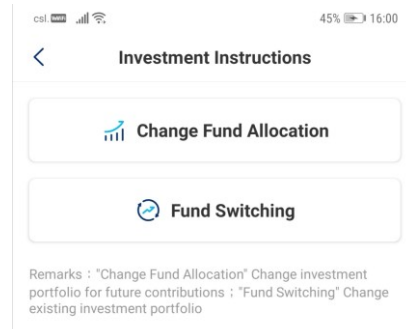 csl. 45% 16:00
Investment Instructions
Change Fund Allocation
Fund Switching
Remarks : "Change Fund Allocation" Change investment
portfolio for future contributions ; "Fund Switching" Change
existing investment portfolio